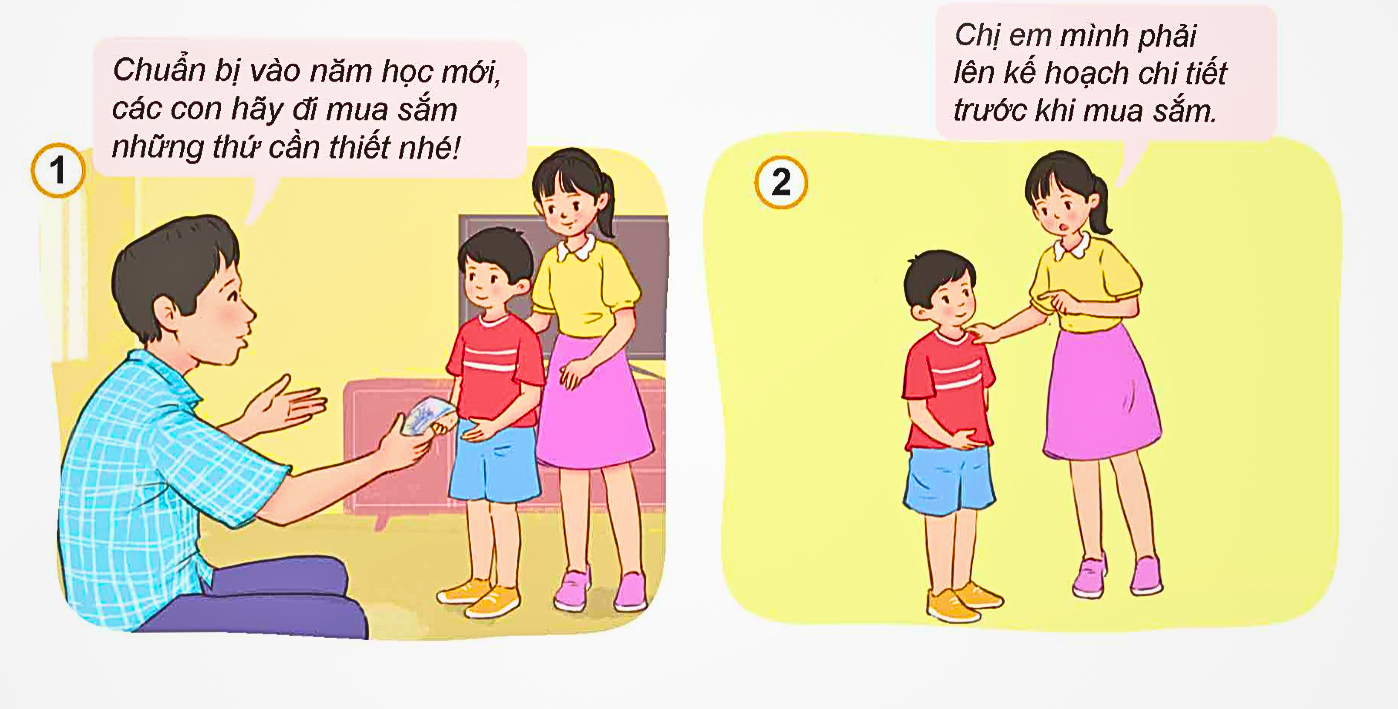 Chuẩn bị vào năm học mới,
các con hãy đi mua sắm
những thứ cần thiết nhé!
1
Chị em mình phải
lên kế hoạch chi tiết
trước khi mua sắm.
2